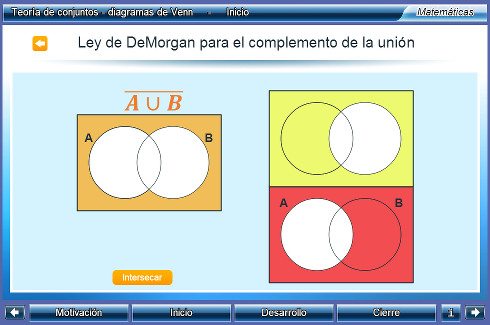 Teoría de conjuntos - diagramas de Venn - Inicio
Matemáticas
Ley de DeMorgan para el complemento de la unión
A ∪ B
A B
A B
Intersecar
Motivación Inicio Desarrollo Cierre i